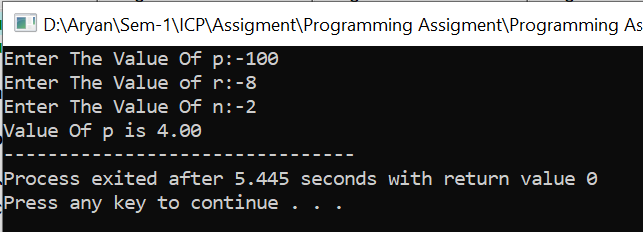 D:\Aryan\Sem-1\ICP\Assigment\Programming Assigment\Programming As
Enter The Value Of p:-100
Enter The Value of r:-8
Enter The Value Of n:-2
Value Of p is 4.00
--------------------------------
Process exited after 5.445 seconds with return value 0
Press any key to continue . . .